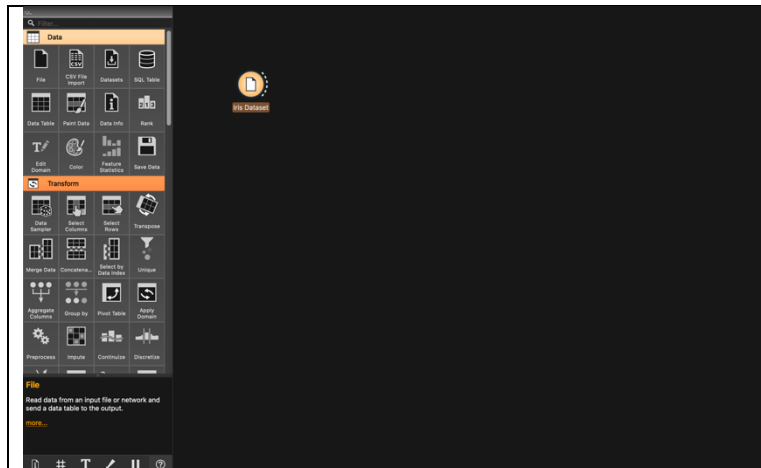 Filter...
Data
File
CSV File
Import
Datasets
SQL Table
Data Table
Paint Data
Data Info
Rank
Edit
Domain
Color
Feature
Statistics
Save Data
Transform
Data
Sampler
Select
Columns
Select
Rows
Transpose
Merge Data
Concatena...
Select by
Data Index
Unique
Aggregate
Columns
Group by
Pivot Table
Apply
Domain
Preprocess
Impute
Continuize
Discretize
File
Read data from an input file or network and
send a data table to the output.
more...
Iris Dataset